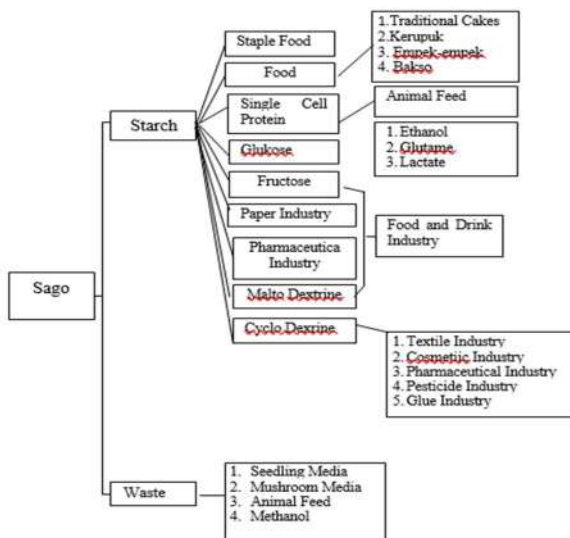 Staple Food
Food
Single Cell
Protein
Glukose
Fructose
Paper Industry
Pharmaceutica
Industry
Malto Dextrine
Cyclo Dexrine
1. Traditional Cakes
2. Kerupuk
3. Empek-empek
4. Bakso
Animal Feed
1. Ethanol
2. Glutame
3. Lactate
Food and Drink
Industry
1. Textile Industry
2. Cosmetijc Industry
3. Pharmaceutical Industry
4. Pesticide Industry
5. Glue Industry
Starch
Sago
Waste
1. Seedling Media
2. Mushroom Media
3. Animal Feed
4. Methanol